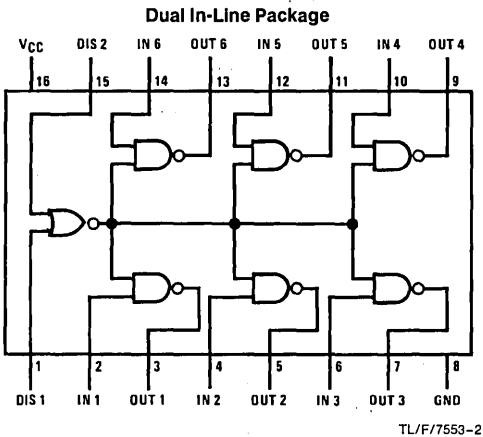 Dual In-Line Package
VCC DIS 2 IN 6 OUT 6 IN 5 OUT 5 IN 4 OUT 4
16 15 14 13 12 11 10 9
1 2 3 4 5 6 7 8
DIS 1 IN 1 OUT 1 IN 2 OUT 2 IN 3 OUT 3 GND
TL/F/7553-2